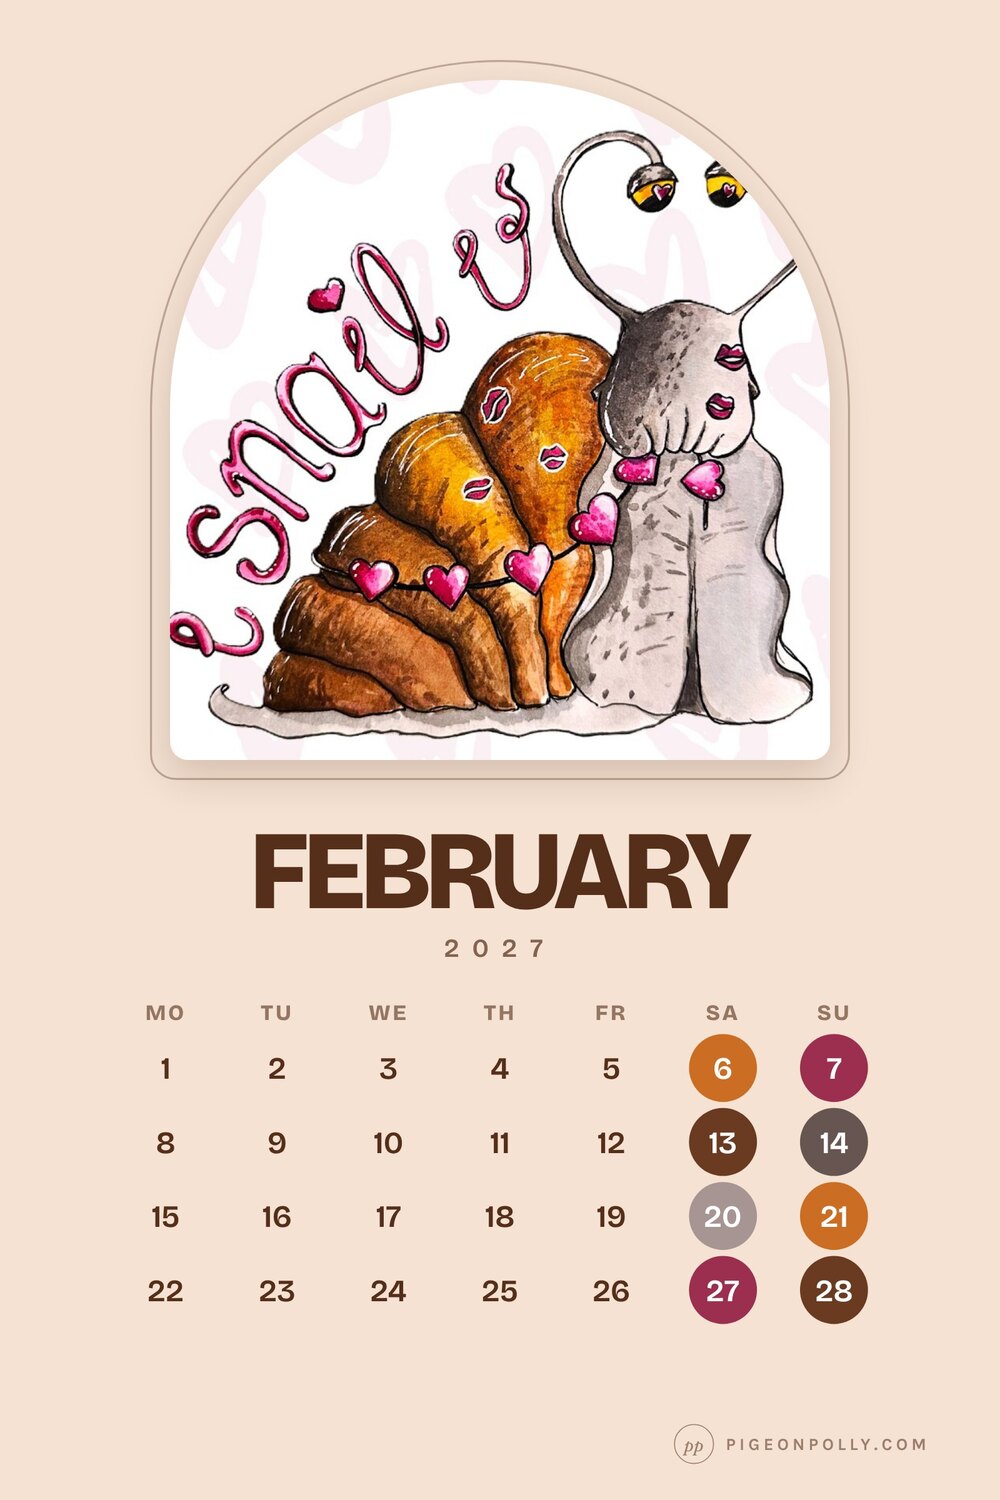 e snail es
FEBRUARY
2027
MO TU WE TH FR SA SU
1 2 3 4 5 6 7
8 9 10 11 12 13 14
15 16 17 18 19 20 21
22 23 24 25 26 27 28
pp PIGEONPOLLY.COM